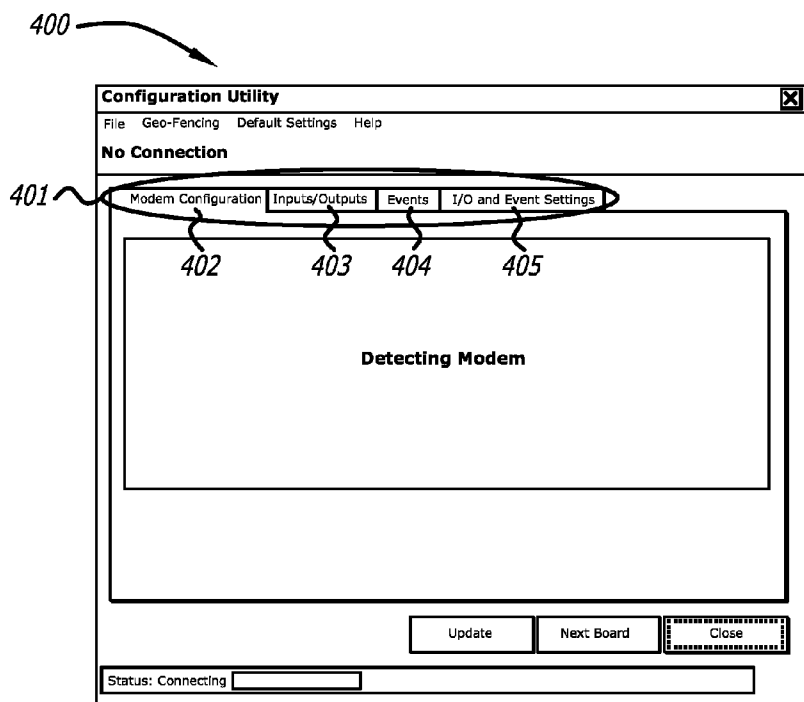 400
Configuration Utility
File Geo-Fencing Default Settings Help
No Connection
401
Modem Configuration Inputs/Outputs Events I/O and Event Settings
402 403 404 405
Detecting Modem
Update Next Board Close
Status: Connecting